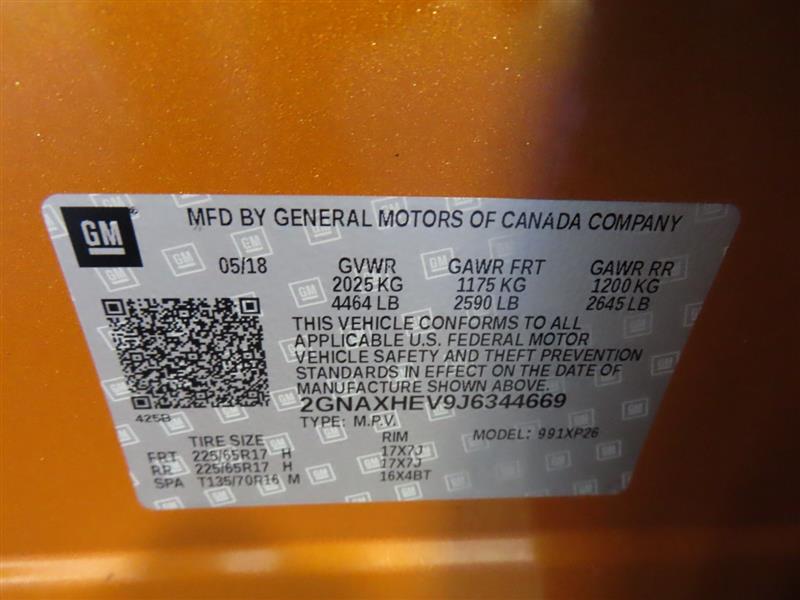 GM
MFD BY GENERAL MOTORS OF CANADA COMPANY
05/18 GVWR GAWR FRT GAWR RR
2025 KG 1175 KG 1200 KG
4464 LB 2590 LB 2645 LB
THIS VEHICLE CONFORMS TO ALL
APPLICABLE U.S. FEDERAL MOTOR
VEHICLE SAFETY AND THEFT PREVENTION
STANDARDS IN EFFECT ON THE DATE OF
MANUFACTURE SHOWN ABOVE.
2GNAXHEV9J6344669
425B
TYPE: M.P.V. MODEL: 991XP26
TIRE SIZE RIM
FRT 225/65R17 H 17X7J
RR 225/65R17 H 17X7J
SPA T135/70R16 M 16X4BT